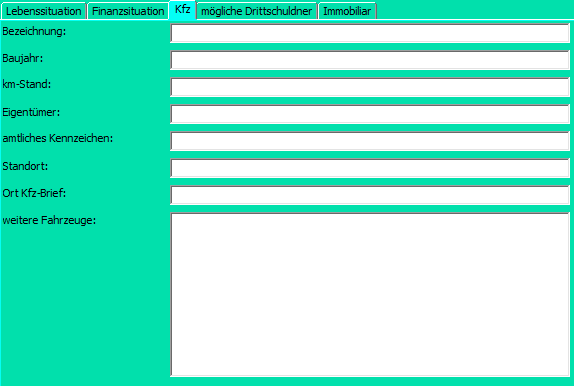 Lebenssituation Finanzsituation Kfz mögliche Drittschuldner Immobiliar
Bezeichnung:
Baujahr:
km-Stand:
Eigentümer:
amtliches Kennzeichen:
Standort:
Ort Kfz-Brief:
weitere Fahrzeuge: